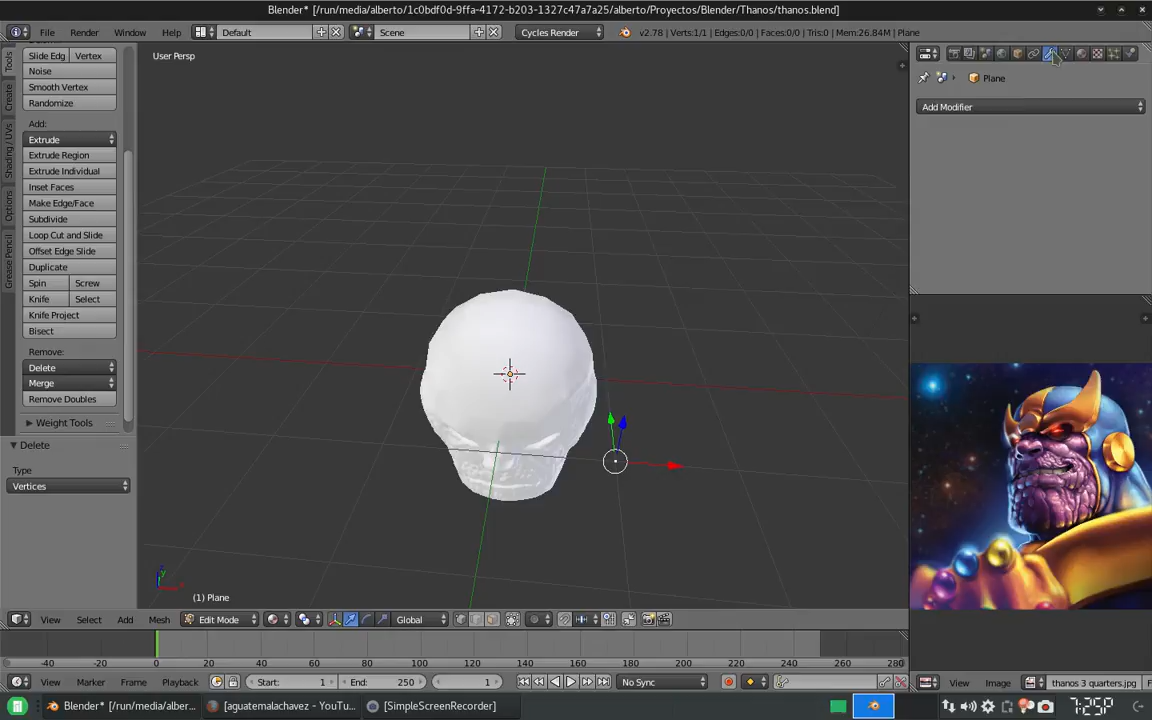 Blender* [/run/media/alberto/1c0bdf0d-9ffa-4172-b203-1327c47a7a25/alberto/Proyectos/Blender/Thanos/thanos.blend]
File Render Window Help Default Scene Cycles Render v2.78 | Verts:1/1 | Edges:0/0 | Faces:0/0 | Tris:0 | Mem:26.84M | Plane
Slide Edg Vertex
Noise
Smooth Vertex
Randomize
Add:
Extrude
Extrude Region
Extrude Individual
Inset Faces
Make Edge/Face
Subdivide
Loop Cut and Slide
Offset Edge Slide
Duplicate
Spin Screw
Knife Select
Knife Project
Bisect
Remove:
Delete
Merge
Remove Doubles
Weight Tools
Delete
Type
Vertices
Tools
Create
Shading / UVs
Options
Grease Pencil
User Persp
(1) Plane
Plane
Add Modifier
View Select Add Mesh Edit Mode Global
-40 -20 0 20 40 60 80 100 120 140 160 180 200 220 240 260 280
View Marker Frame Playback Start: 1 End: 250 1 No Sync
View Image thanos 3 quarters.jpg F
Blender* [/run/media/alber... [aguatemalachavez - YouTu... [SimpleScreenRecorder] 7:25P